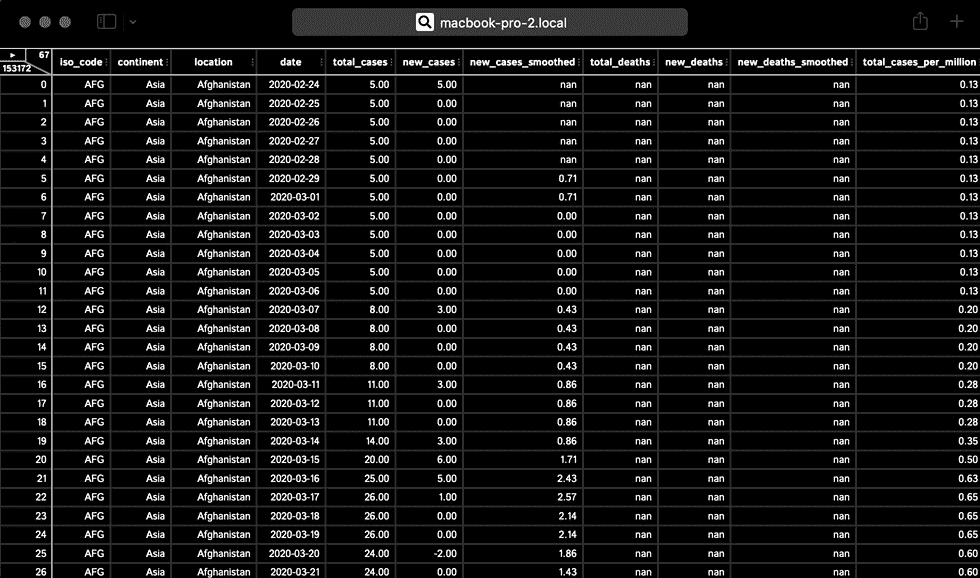 macbook-pro-2.local
67
153172 iso_code continent location date total_cases new_cases new_cases_smoothed total_deaths new_deaths new_deaths_smoothed total_cases_per_million
0 AFG Asia Afghanistan 2020-02-24 5.00 5.00 nan nan nan nan 0.13
1 AFG Asia Afghanistan 2020-02-25 5.00 0.00 nan nan nan nan 0.13
2 AFG Asia Afghanistan 2020-02-26 5.00 0.00 nan nan nan nan 0.13
3 AFG Asia Afghanistan 2020-02-27 5.00 0.00 nan nan nan nan 0.13
4 AFG Asia Afghanistan 2020-02-28 5.00 0.00 nan nan nan nan 0.13
5 AFG Asia Afghanistan 2020-02-29 5.00 0.00 0.71 nan nan nan 0.13
6 AFG Asia Afghanistan 2020-03-01 5.00 0.00 0.71 nan nan nan 0.13
7 AFG Asia Afghanistan 2020-03-02 5.00 0.00 0.00 nan nan nan 0.13
8 AFG Asia Afghanistan 2020-03-03 5.00 0.00 0.00 nan nan nan 0.13
9 AFG Asia Afghanistan 2020-03-04 5.00 0.00 0.00 nan nan nan 0.13
10 AFG Asia Afghanistan 2020-03-05 5.00 0.00 0.00 nan nan nan 0.13
11 AFG Asia Afghanistan 2020-03-06 5.00 0.00 0.00 nan nan nan 0.13
12 AFG Asia Afghanistan 2020-03-07 8.00 3.00 0.43 nan nan nan 0.20
13 AFG Asia Afghanistan 2020-03-08 8.00 0.00 0.43 nan nan nan 0.20
14 AFG Asia Afghanistan 2020-03-09 8.00 0.00 0.43 nan nan nan 0.20
15 AFG Asia Afghanistan 2020-03-10 8.00 0.00 0.43 nan nan nan 0.20
16 AFG Asia Afghanistan 2020-03-11 11.00 3.00 0.86 nan nan nan 0.28
17 AFG Asia Afghanistan 2020-03-12 11.00 0.00 0.86 nan nan nan 0.28
18 AFG Asia Afghanistan 2020-03-13 11.00 0.00 0.86 nan nan nan 0.28
19 AFG Asia Afghanistan 2020-03-14 14.00 3.00 0.86 nan nan nan 0.35
20 AFG Asia Afghanistan 2020-03-15 20.00 6.00 1.71 nan nan nan 0.50
21 AFG Asia Afghanistan 2020-03-16 25.00 5.00 2.43 nan nan nan 0.63
22 AFG Asia Afghanistan 2020-03-17 26.00 1.00 2.57 nan nan nan 0.65
23 AFG Asia Afghanistan 2020-03-18 26.00 0.00 2.14 nan nan nan 0.65
24 AFG Asia Afghanistan 2020-03-19 26.00 0.00 2.14 nan nan nan 0.65
25 AFG Asia Afghanistan 2020-03-20 24.00 -2.00 1.86 nan nan nan 0.60
26 AFG Asia Afghanistan 2020-03-21 24.00 0.00 1.43 nan nan nan 0.60